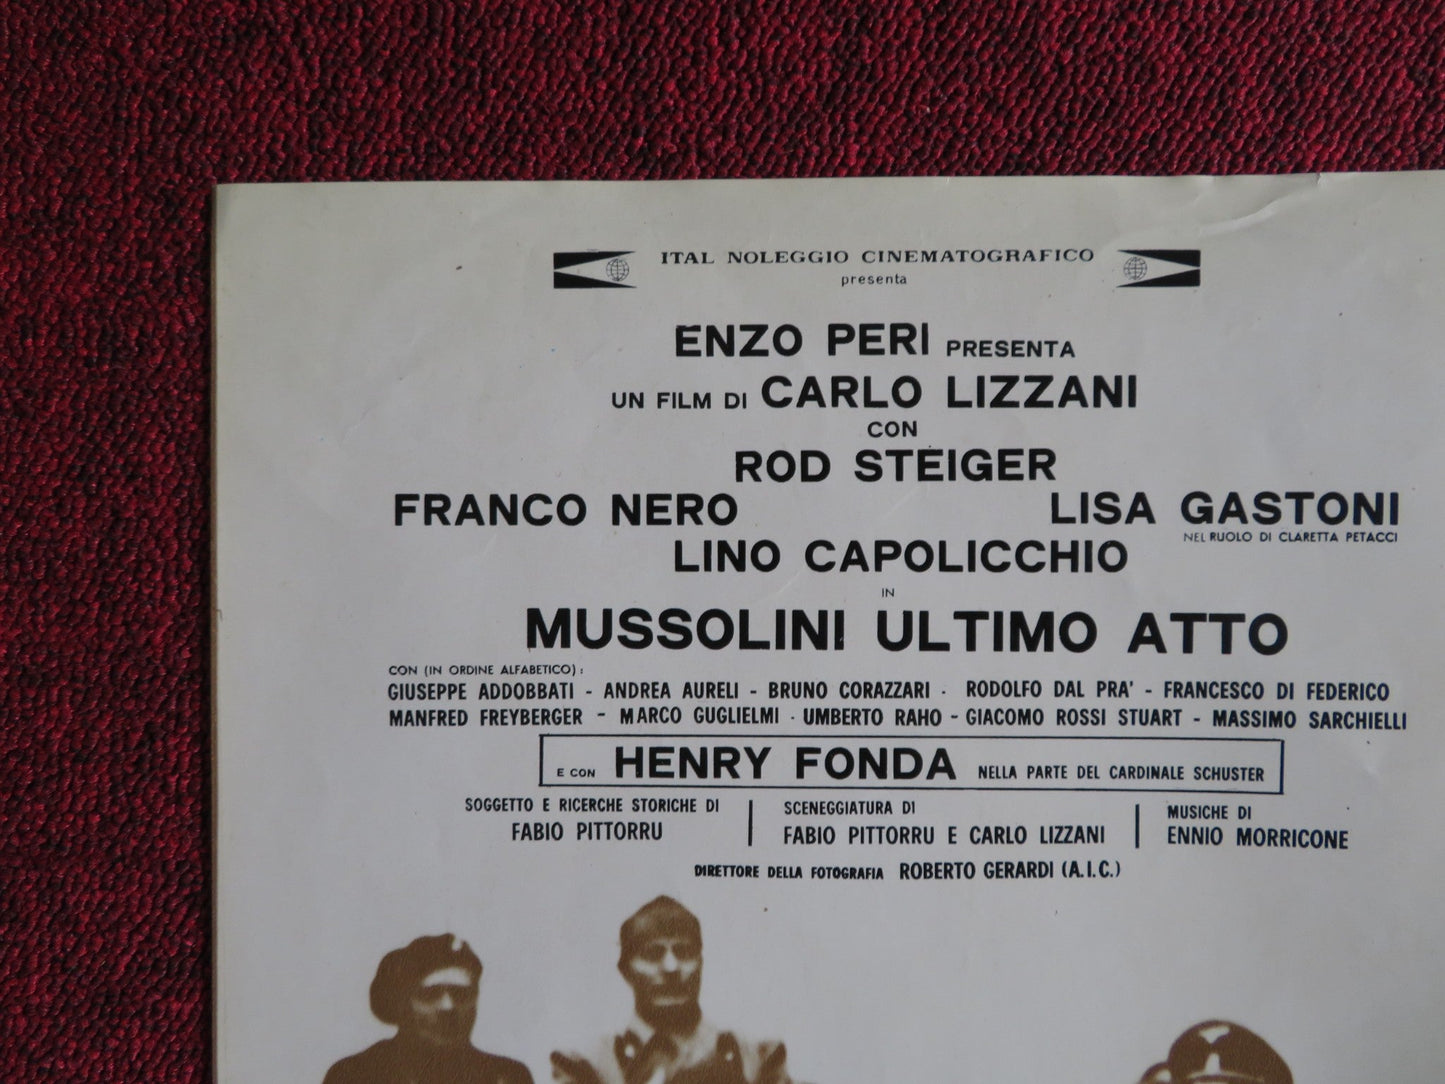 ITAL NOLEGGIO CINEMATOGRAFICO
presenta
ENZO PERI PRESENTA
UN FILM DI CARLO LIZZANI
CON
ROD STEIGER
FRANCO NERO LISA GASTONI
NEL RUOLO DI CLARETTA PETACCI
LINO CAPOLICCHIO
IN
MUSSOLINI ULTIMO ATTO
CON (IN ORDINE ALFABETICO):
GIUSEPPE ADDOBBATI - ANDREA AURELI - BRUNO CORAZZARI - RODOLFO DAL PRA' - FRANCESCO DI FEDERICO
MANFRED FREYBERGER - MARCO GUGLIELMI - UMBERTO RAHO - GIACOMO ROSSI STUART - MASSIMO SARCHIELLI
E CON HENRY FONDA NELLA PARTE DEL CARDINALE SCHUSTER
SOGGETTO E RICERCHE STORICHE DI
FABIO PITTORRU
SCENEGGIATURA DI
FABIO PITTORRU E CARLO LIZZANI
MUSICHE DI
ENNIO MORRICONE
DIRETTORE DELLA FOTOGRAFIA ROBERTO GERARDI (A.I.C.)